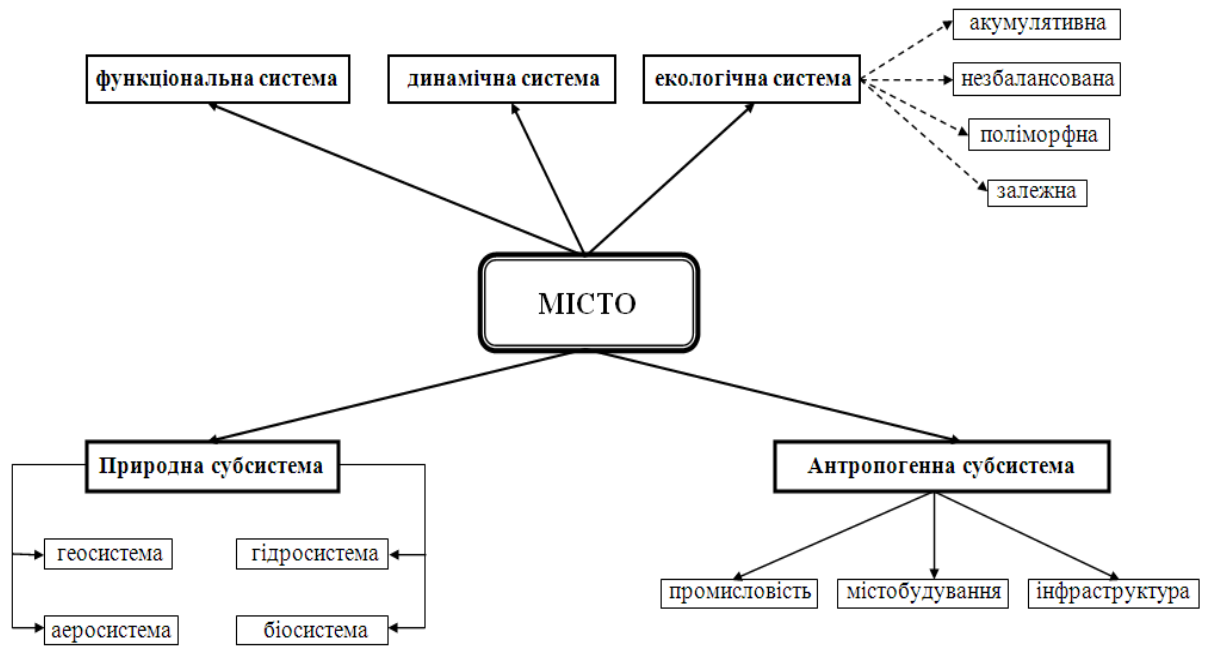 акумулятивна
функціональна система
динамічна система
екологічна система
незбалансована
поліморфна
залежна
МІСТО
Природна субсистема
Антропогенна субсистема
геосистема
гідросистема
промисловість
містобудування
інфраструктура
аеросистема
біосистема